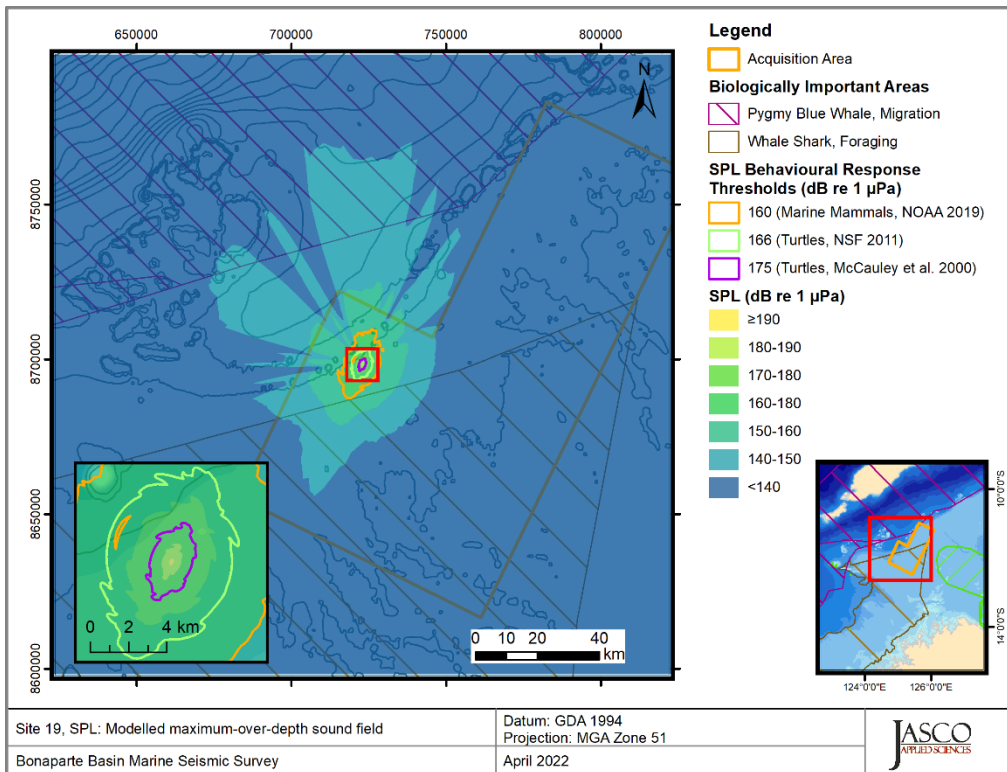 650000
700000
750000
800000
8750000
8700000
8650000
8600000
N
0
2
4 km
0
10
20
40
km
Legend
Acquisition Area
Biologically Important Areas
Pygmy Blue Whale, Migration
Whale Shark, Foraging
SPL Behavioural Response
Thresholds (dB re 1 µPa)
160 (Marine Mammals, NOAA 2019)
166 (Turtles, NSF 2011)
175 (Turtles, McCauley et al. 2000)
SPL (dB re 1 µPa)
≥190
180-190
170-180
160-180
150-160
140-150
<140
10°0'0"S
14°0'0"S
124°0'0"E
126°0'0"E
Site 19, SPL: Modelled maximum-over-depth sound field
Datum: GDA 1994
Projection: MGA Zone 51
Bonaparte Basin Marine Seismic Survey
April 2022
JASCO
APPLIED SCIENCES